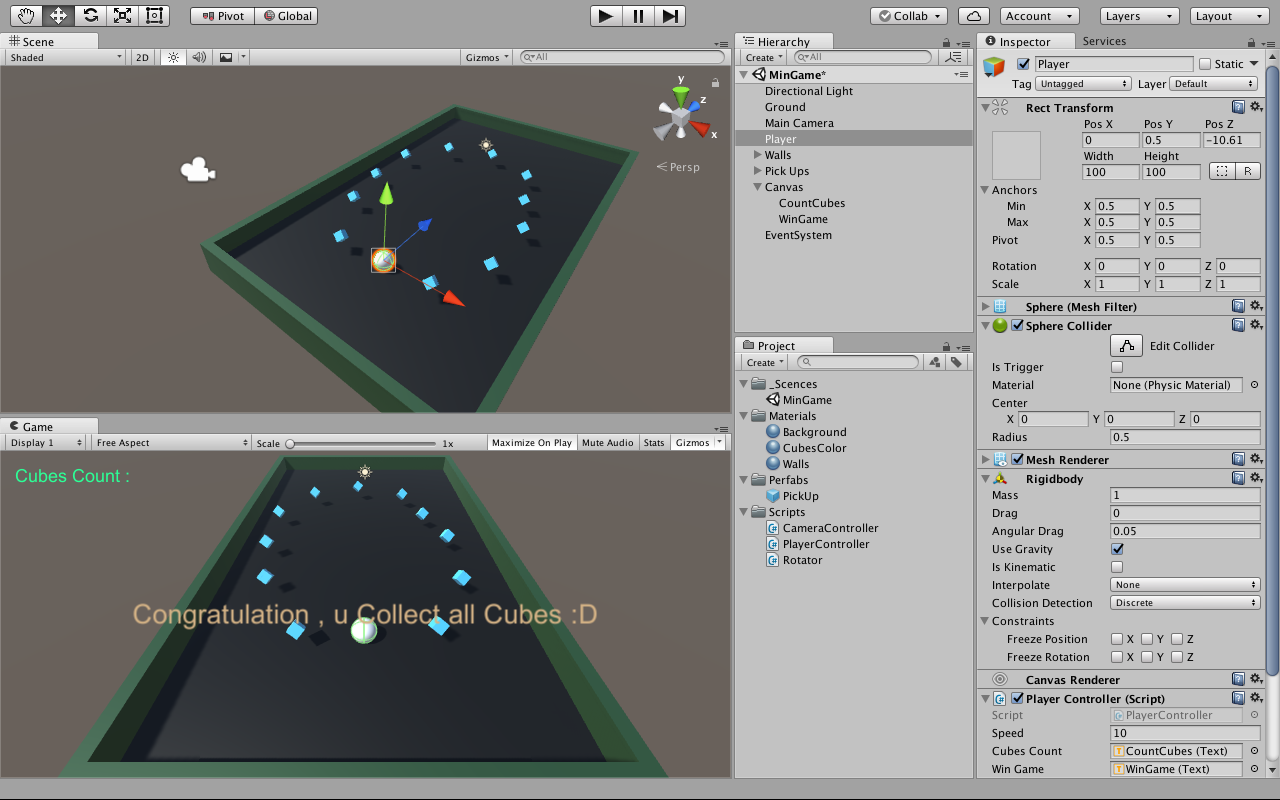 Pivot Global Collab Account Layers Layout
Scene
Shaded 2D Gizmos All
y
z
x
Persp
Game
Display 1 Free Aspect Scale 1x Maximize On Play Mute Audio Stats Gizmos
Cubes Count :
Congratulation , u Collect all Cubes :D
Hierarchy
Create All
MinGame*
Directional Light
Ground
Main Camera
Player
Walls
Pick Ups
Canvas
CountCubes
WinGame
EventSystem
Project
Create
_Scences
MinGame
Materials
Background
CubesColor
Walls
Perfabs
PickUp
Scripts
CameraController
PlayerController
Rotator
Inspector Services
Player Static
Tag Untagged Layer Default
Rect Transform
Pos X Pos Y Pos Z
0 0.5 -10.61
Width Height
100 100 R
Anchors
Min X 0.5 Y 0.5
Max X 0.5 Y 0.5
Pivot X 0.5 Y 0.5
Rotation X 0 Y 0 Z 0
Scale X 1 Y 1 Z 1
Sphere (Mesh Filter)
Sphere Collider
Edit Collider
Is Trigger
Material None (Physic Material)
Center
X 0 Y 0 Z 0
Radius 0.5
Mesh Renderer
Rigidbody
Mass 1
Drag 0
Angular Drag 0.05
Use Gravity
Is Kinematic
Interpolate None
Collision Detection Discrete
Constraints
Freeze Position X Y Z
Freeze Rotation X Y Z
Canvas Renderer
Player Controller (Script)
Script PlayerController
Speed 10
Cubes Count CountCubes (Text)
Win Game WinGame (Text)